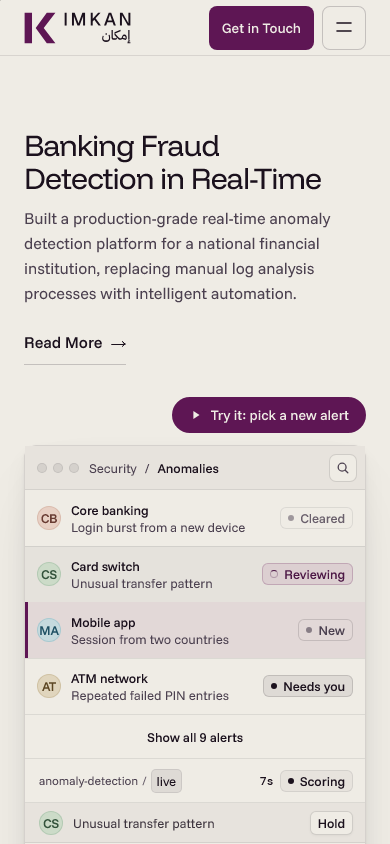 IMKAN
إمكان
Get in Touch
Banking Fraud
Detection in Real-Time
Built a production-grade real-time anomaly
detection platform for a national financial
institution, replacing manual log analysis
processes with intelligent automation.
Read More →
Try it: pick a new alert
Security / Anomalies
CB Core banking
Login burst from a new device Cleared
CS Card switch
Unusual transfer pattern Reviewing
MA Mobile app
Session from two countries New
AT ATM network
Repeated failed PIN entries Needs you
Show all 9 alerts
anomaly-detection / live 7s Scoring
CS Unusual transfer pattern Hold